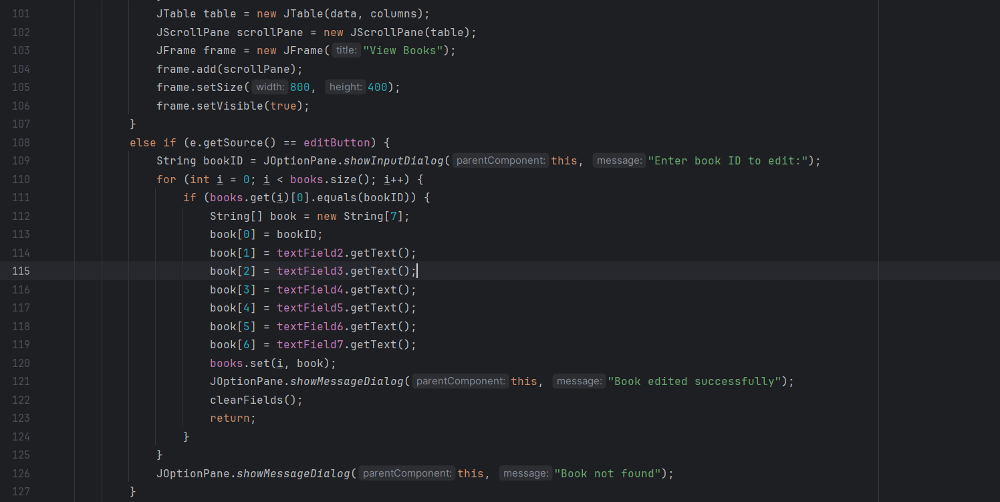 101 JTable table = new JTable(data, columns);
102 JScrollPane scrollPane = new JScrollPane(table);
103 JFrame frame = new JFrame( title: "View Books");
104 frame.add(scrollPane);
105 frame.setSize( width: 800, height: 400);
106 frame.setVisible(true);
107 }
108 else if (e.getSource() == editButton) {
109 String bookID = JOptionPane.showInputDialog( parentComponent: this, message: "Enter book ID to edit:");
110 for (int i = 0; i < books.size(); i++) {
111 if (books.get(i)[0].equals(bookID)) {
112 String[] book = new String[7];
113 book[0] = bookID;
114 book[1] = textField2.getText();
115 book[2] = textField3.getText();
116 book[3] = textField4.getText();
117 book[4] = textField5.getText();
118 book[5] = textField6.getText();
119 book[6] = textField7.getText();
120 books.set(i, book);
121 JOptionPane.showMessageDialog( parentComponent: this, message: "Book edited successfully");
122 clearFields();
123 return;
124 }
125 }
126 JOptionPane.showMessageDialog( parentComponent: this, message: "Book not found");
127 }